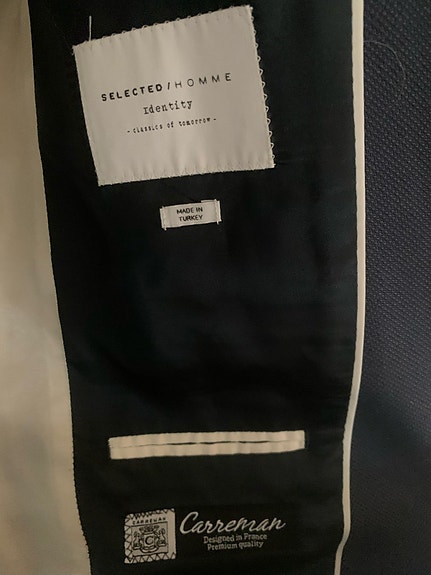 SELECTED/HOMME
Identity
- classics of tomorrow -
MADE IN
TURKEY
CARREMAN
C
Carreman
Designed in France
Premium quality